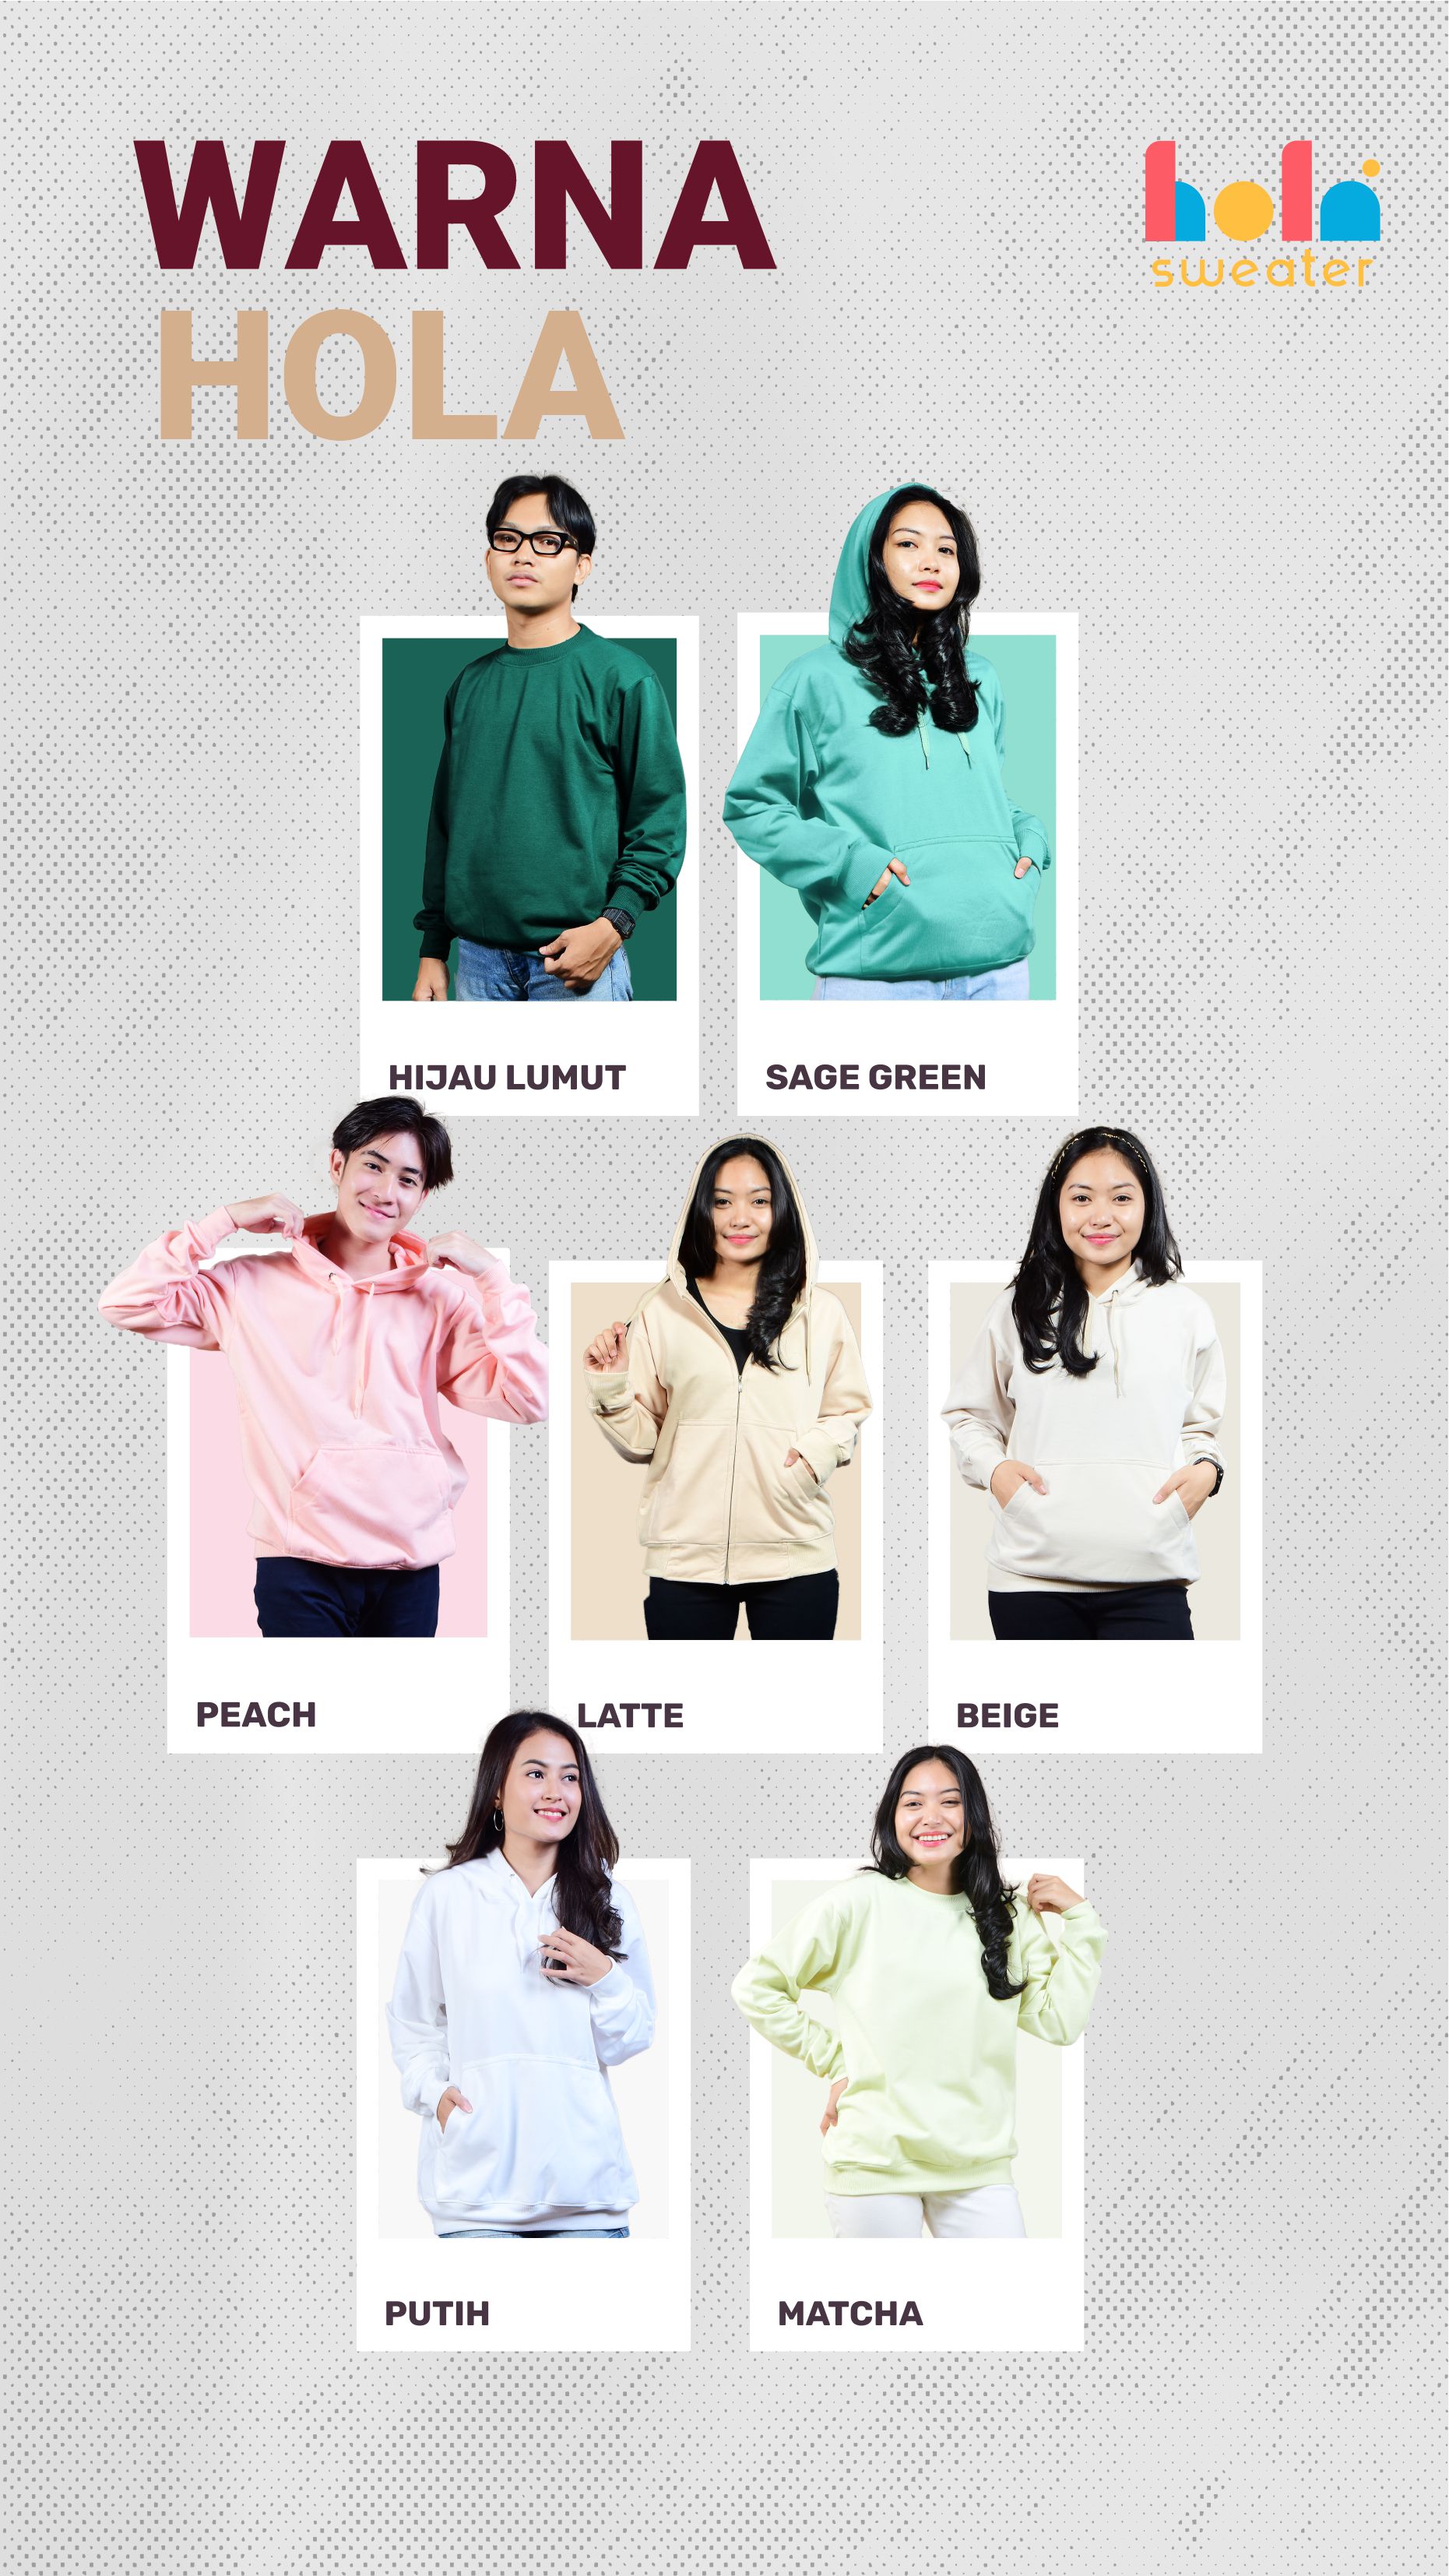 WARNA
HOLA
hola
sweater
HIJAU LUMUT
SAGE GREEN
PEACH
LATTE
BEIGE
PUTIH
MATCHA